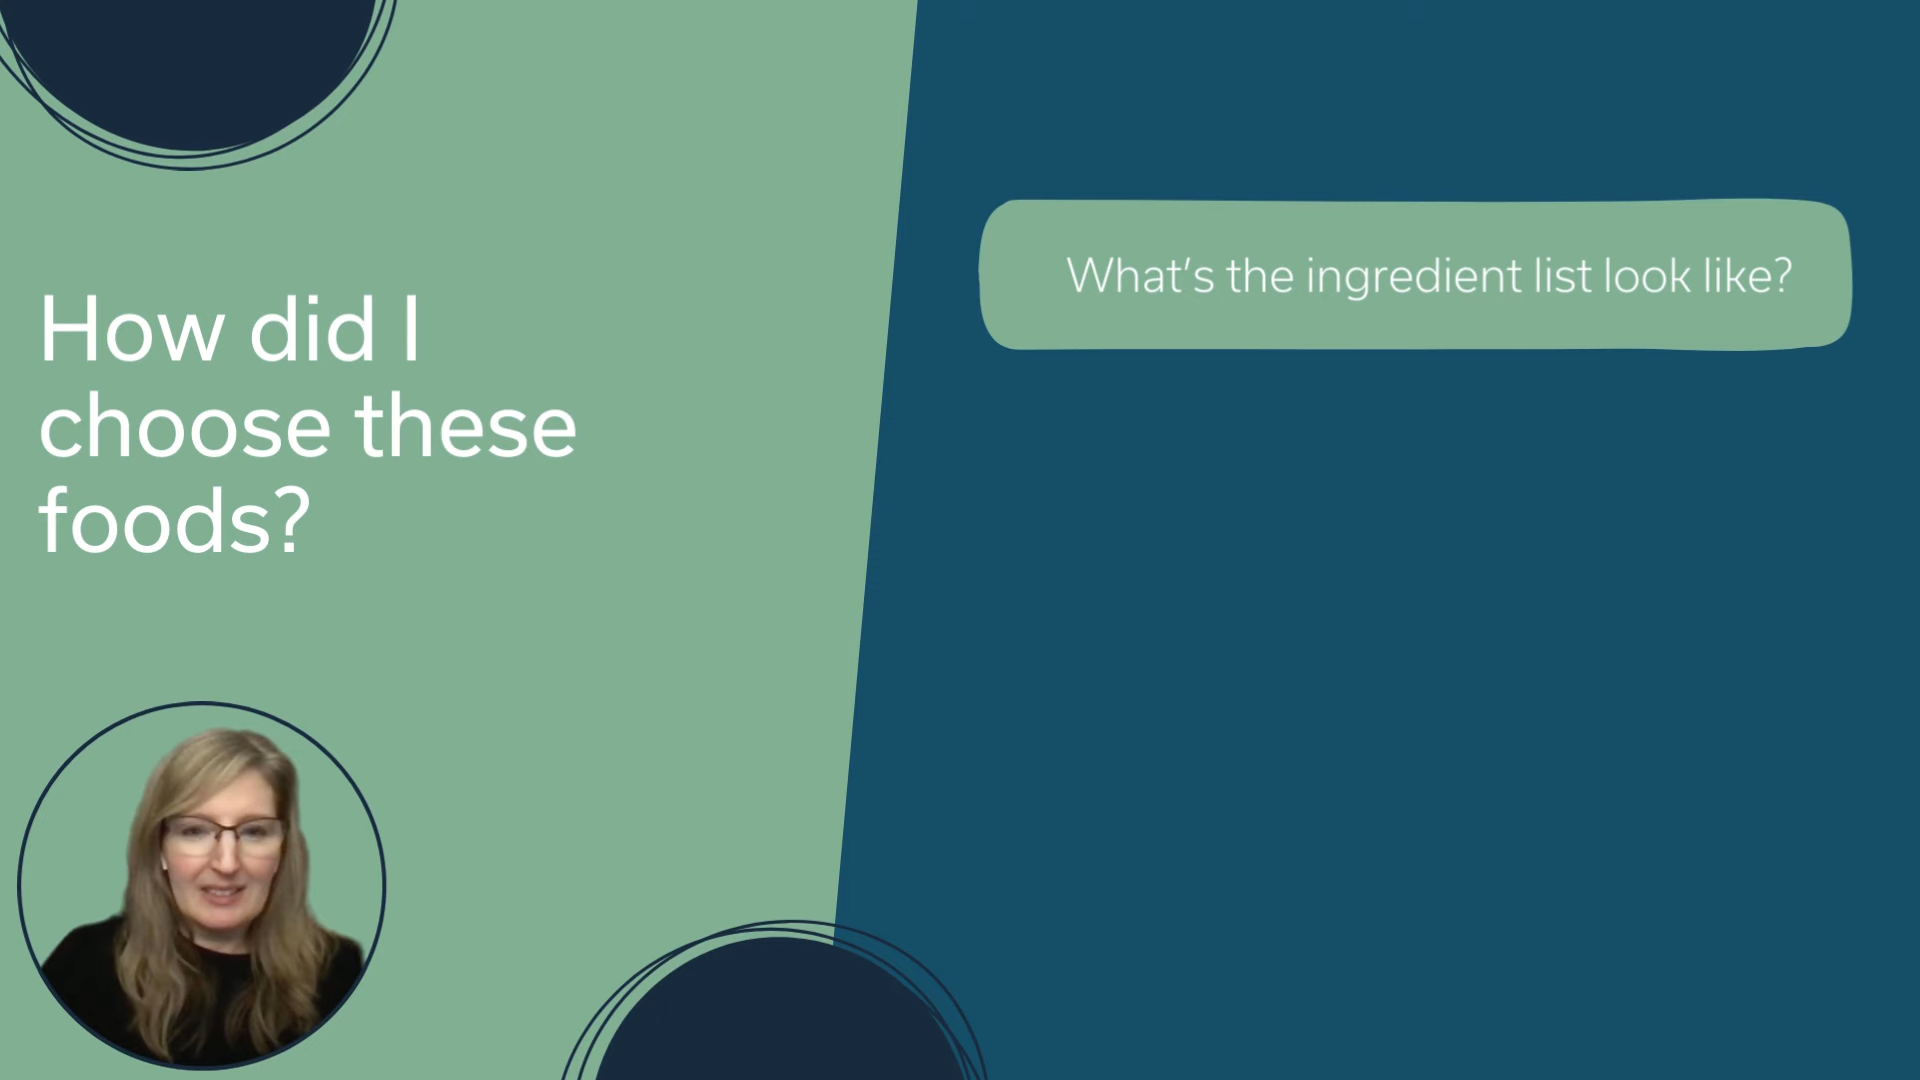 How did I
choose these
foods?
What's the ingredient list look like?